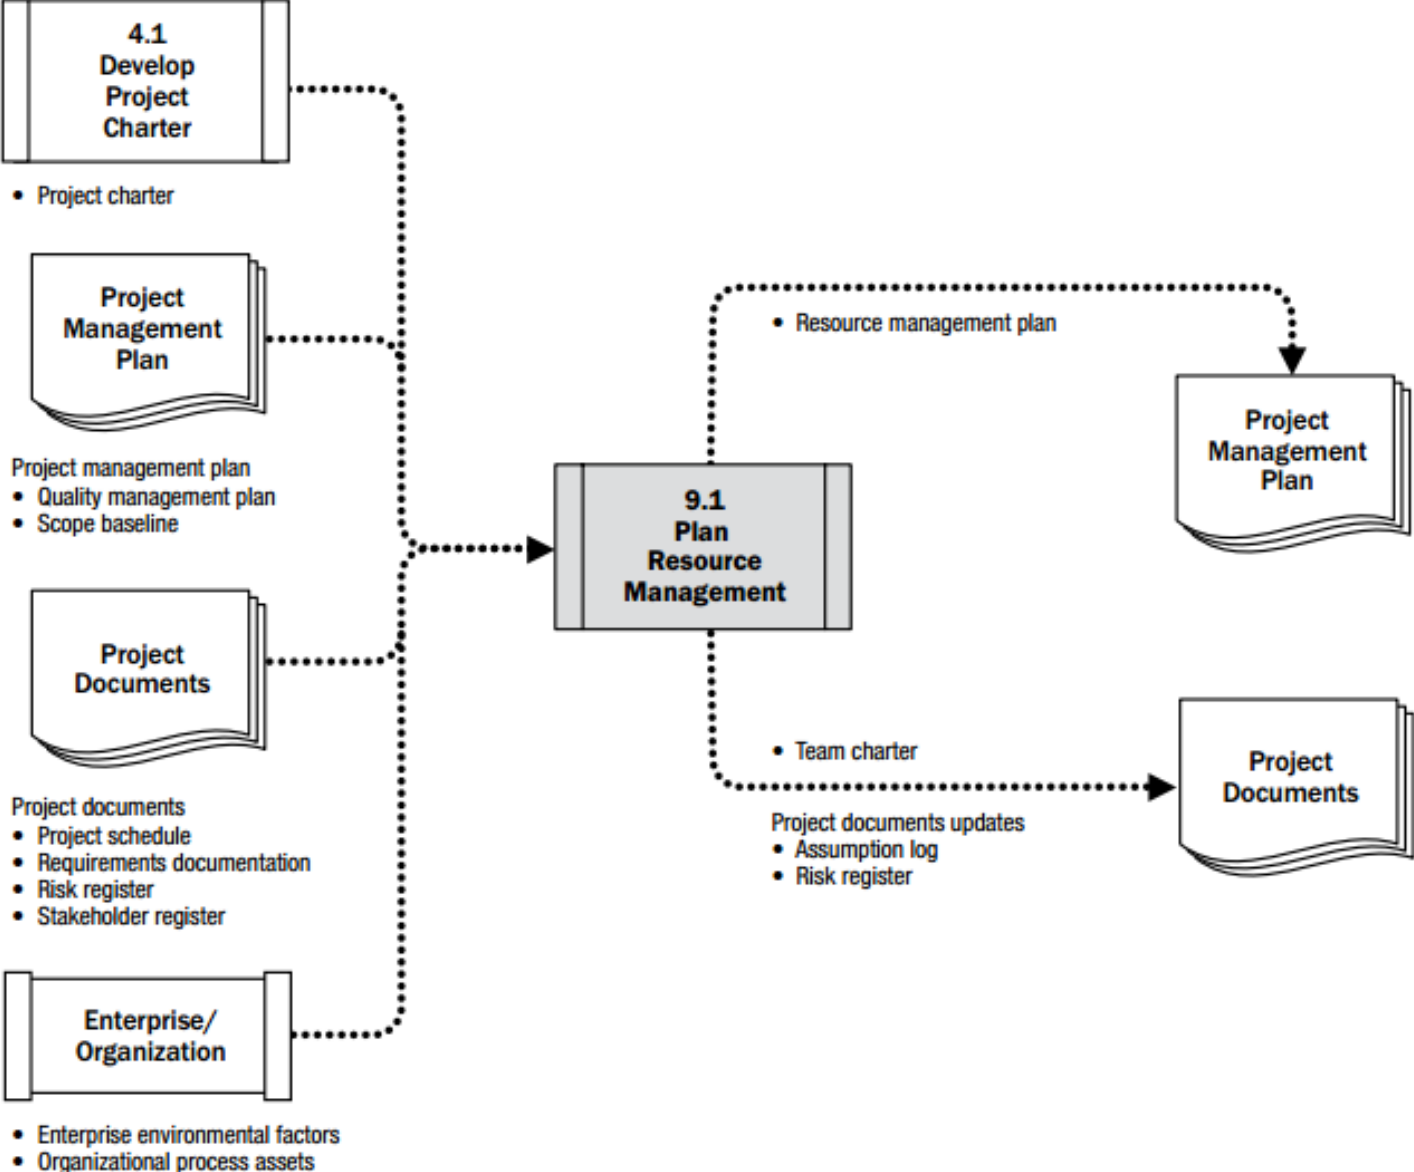 4.1
Develop
Project
Charter
• Project charter
Project
Management
Plan
Project management plan
• Quality management plan
• Scope baseline
Project
Documents
Project documents
• Project schedule
• Requirements documentation
• Risk register
• Stakeholder register
Enterprise/
Organization
• Enterprise environmental factors
• Organizational process assets
9.1
Plan
Resource
Management
• Resource management plan
Project
Management
Plan
• Team charter
Project documents updates
• Assumption log
• Risk register
Project
Documents